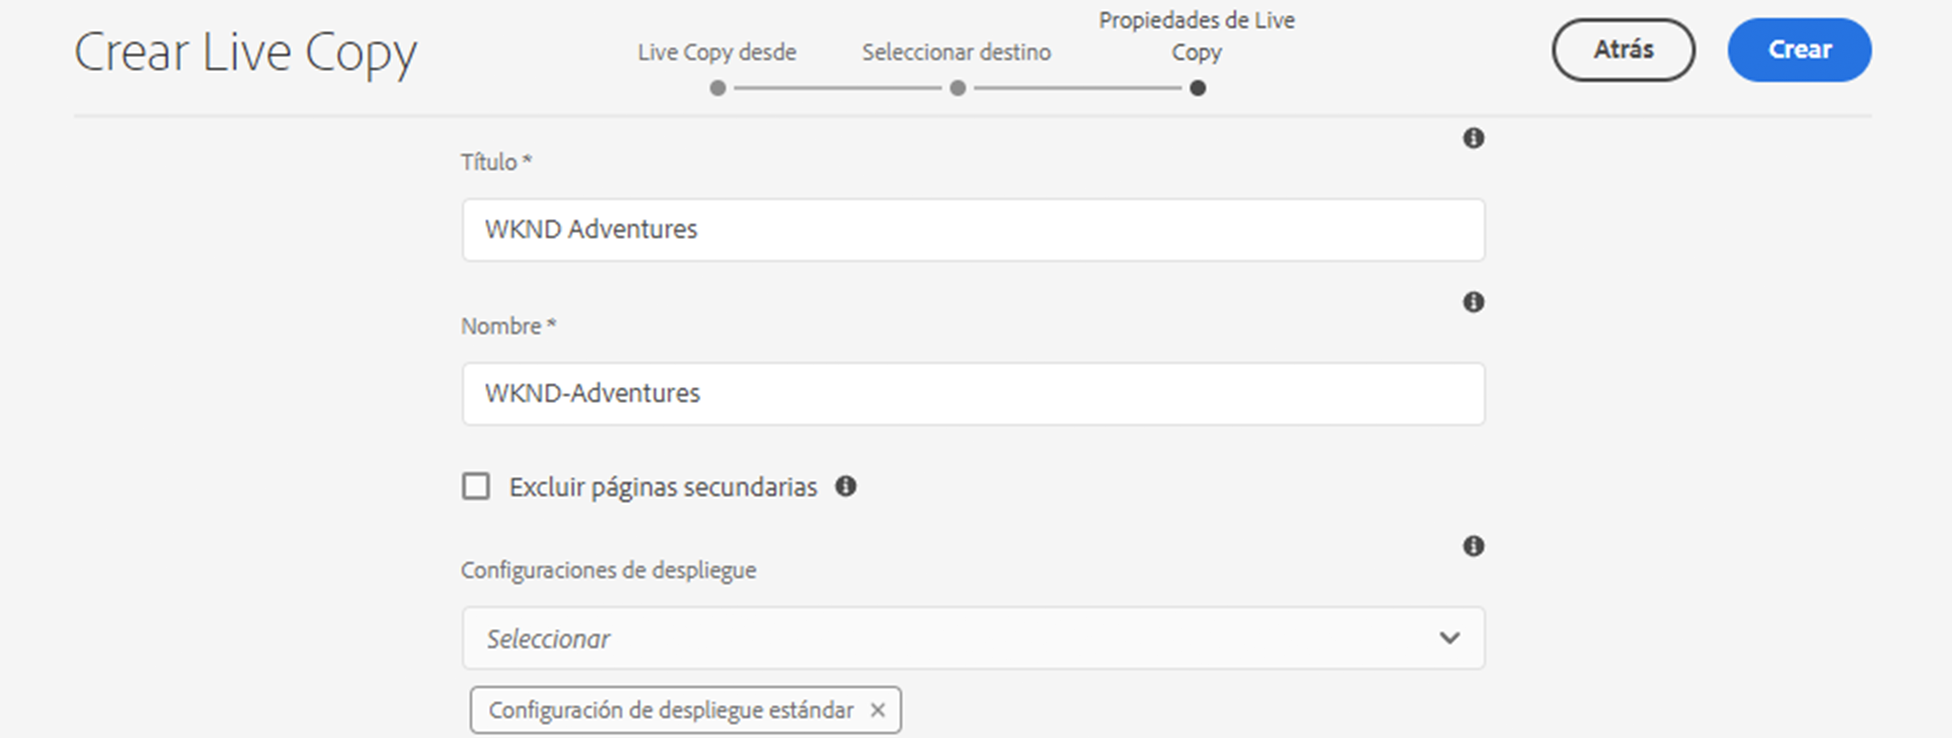 Crear Live Copy
Live Copy desde
Seleccionar destino
Propiedades de Live
Copy
Atrás
Crear
Título *
WKND Adventures
Nombre *
WKND-Adventures
Excluir páginas secundarias
Configuraciones de despliegue
Seleccionar
Configuración de despliegue estándar